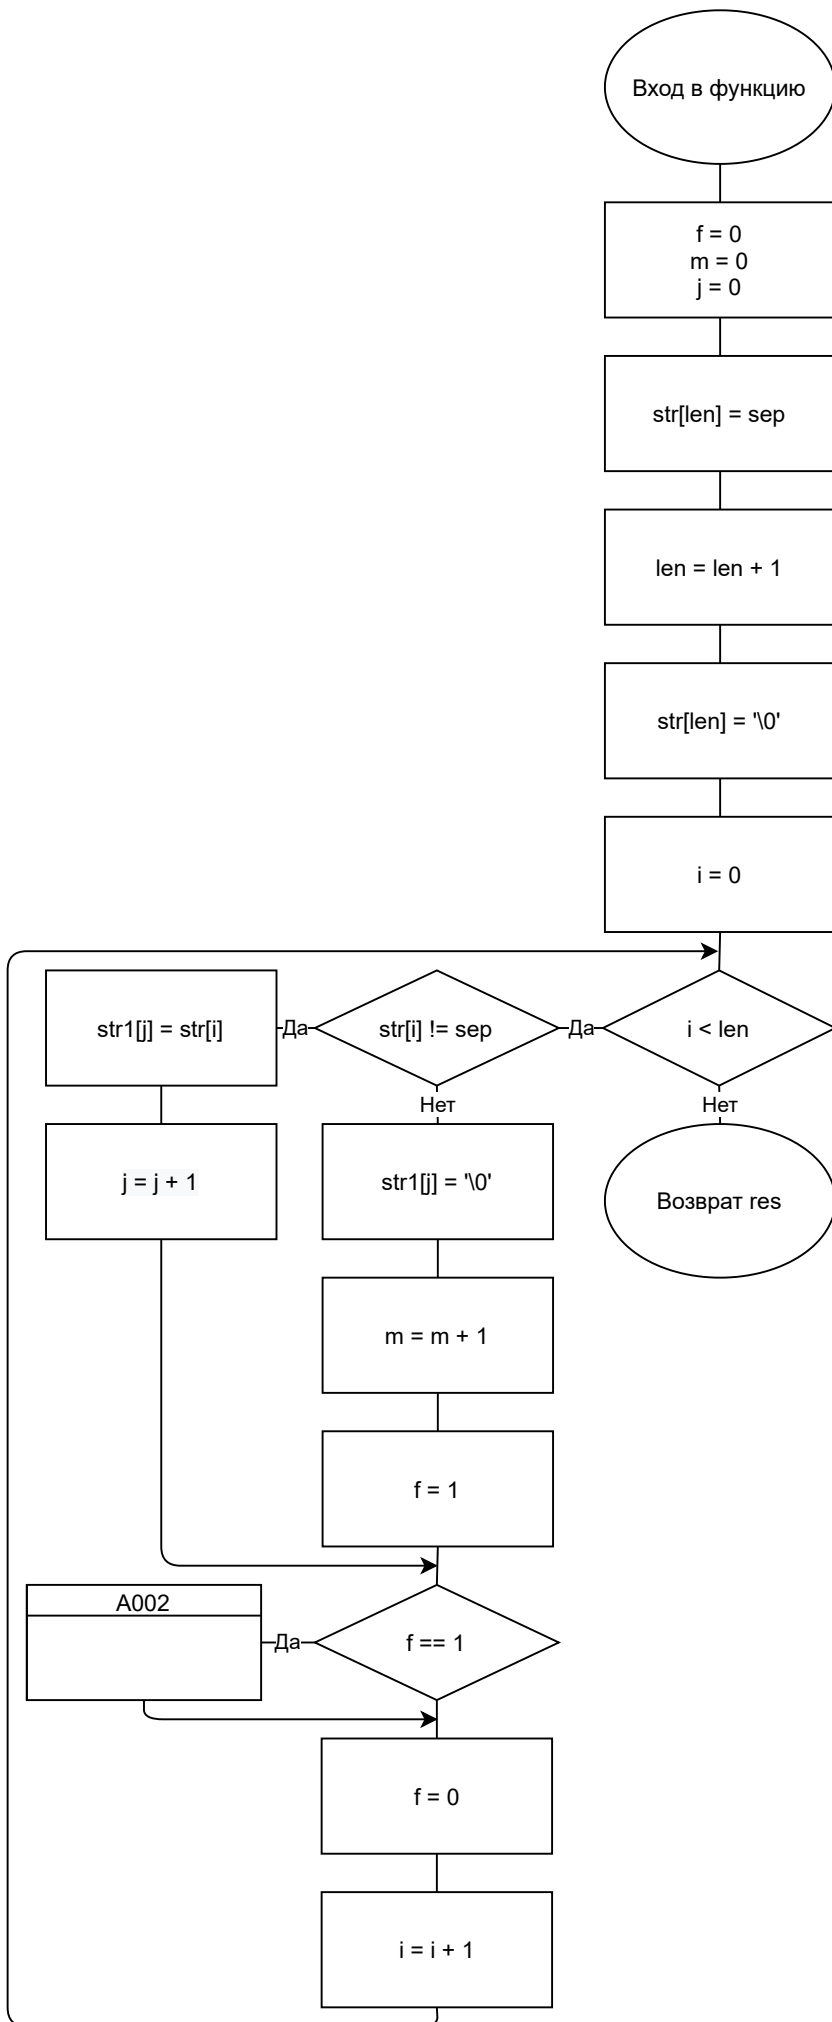 Вход в функцию
f = 0
m = 0
j = 0
str[len] = sep
len = len + 1
str[len] = '\0'
i = 0
i < len
Да
str[i] != sep
Да
str1[j] = str[i]
Нет
Нет
j = j + 1
str1[j] = '\0'
Возврат res
m = m + 1
f = 1
f == 1
Да
A002
f = 0
i = i + 1